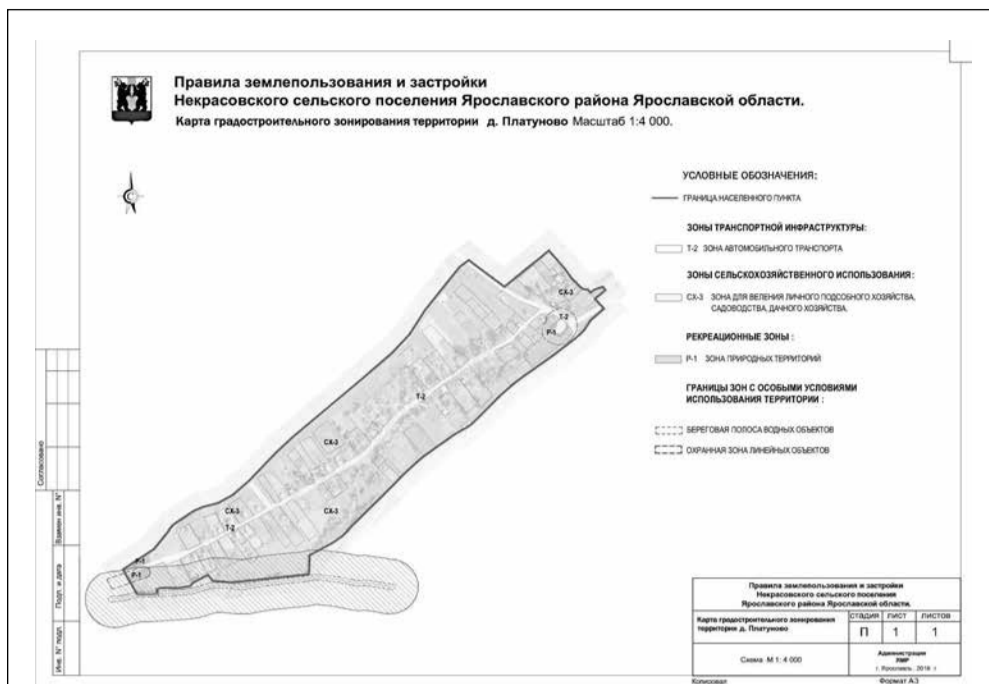 Правила землепользования и застройки
Некрасовского сельского поселения Ярославского района Ярославской области.
Карта градостроительного зонирования территории д. Платуново Масштаб 1:4 000.
С
УСЛОВНЫЕ ОБОЗНАЧЕНИЯ:
ГРАНИЦА НАСЕЛЕННОГО ПУНКТА
ЗОНЫ ТРАНСПОРТНОЙ ИНФРАСТРУКТУРЫ:
Т-2 ЗОНА АВТОМОБИЛЬНОГО ТРАНСПОРТА
ЗОНЫ СЕЛЬСКОХОЗЯЙСТВЕННОГО ИСПОЛЬЗОВАНИЯ:
СХ-3 ЗОНА ДЛЯ ВЕЛЕНИЯ ЛИЧНОГО ПОДСОБНОГО ХОЗЯЙСТВА,
САДОВОДСТВА, ДАЧНОГО ХОЗЯЙСТВА.
РЕКРЕАЦИОННЫЕ ЗОНЫ :
Р-1 ЗОНА ПРИРОДНЫХ ТЕРРИТОРИЙ
ГРАНИЦЫ ЗОН С ОСОБЫМИ УСЛОВИЯМИ
ИСПОЛЬЗОВАНИЯ ТЕРРИТОРИИ :
БЕРЕГОВАЯ ПОЛОСА ВОДНЫХ ОБЪЕКТОВ
ОХРАННАЯ ЗОНА ЛИНЕЙНЫХ ОБЪЕКТОВ
СХ-3
Т-2
Р-1
Т-2
СХ-3
СХ-3
СХ-3
Т-2
Р-1
Р-1
Согласовано
Взамен инв. N°
Подп. и дата
Инв. N° подл.
Правила землепользования и застройки
Некрасовского сельского поселения
Ярославского района Ярославской области.
Карта градостроительного зонирования
территории д. Платуново
стадия лист листов
П 1 1
Схема М 1: 4 000
Администрация
ЯМР
г. Ярославль, 2018 г
Копировал
Формат А3